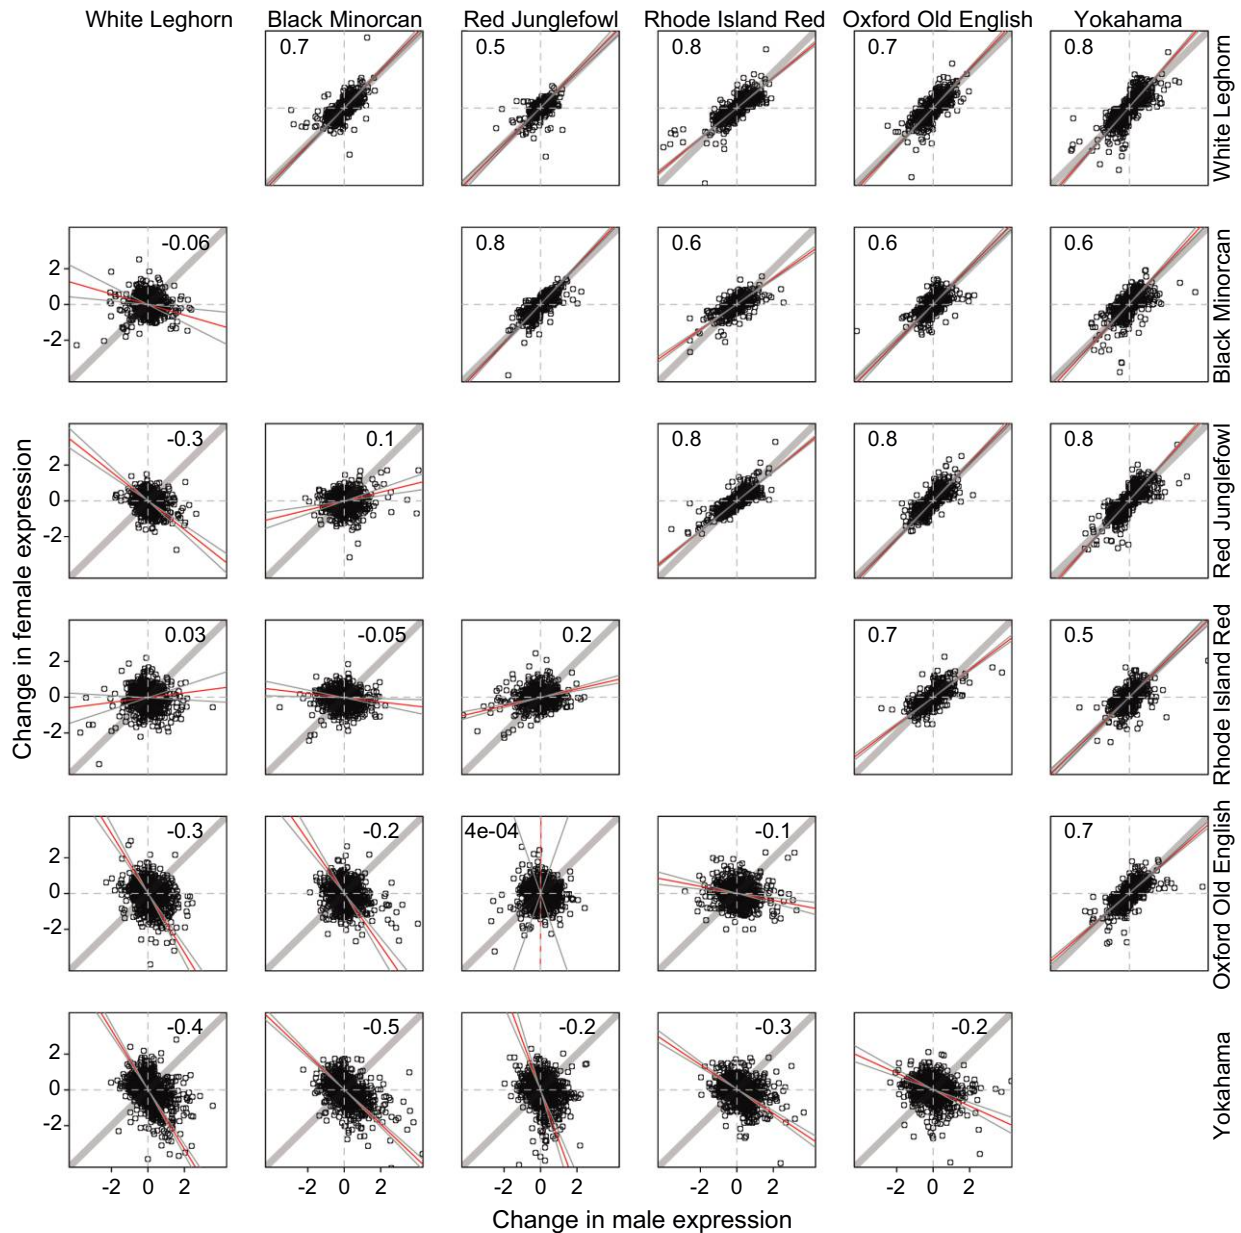 White Leghorn Black Minorcan Red Junglefowl Rhode Island Red Oxford Old English Yokahama
0.7 0.5 0.8 0.7 0.8
White Leghorn
-0.06 0.8 0.6 0.6 0.6
2
0
-2
Black Minorcan
-0.3 0.1 0.8 0.8 0.8
2
0
-2
Red Junglefowl
Change in female expression
0.03 -0.05 0.2 0.7 0.5
2
0
-2
Rhode Island Red
-0.3 -0.2 4e-04 -0.1 0.7
2
0
-2
Oxford Old English
-0.4 -0.5 -0.2 -0.3 -0.2
2
0
-2
Yokahama
-2 0 2 -2 0 2 -2 0 2 -2 0 2 -2 0 2
Change in male expression